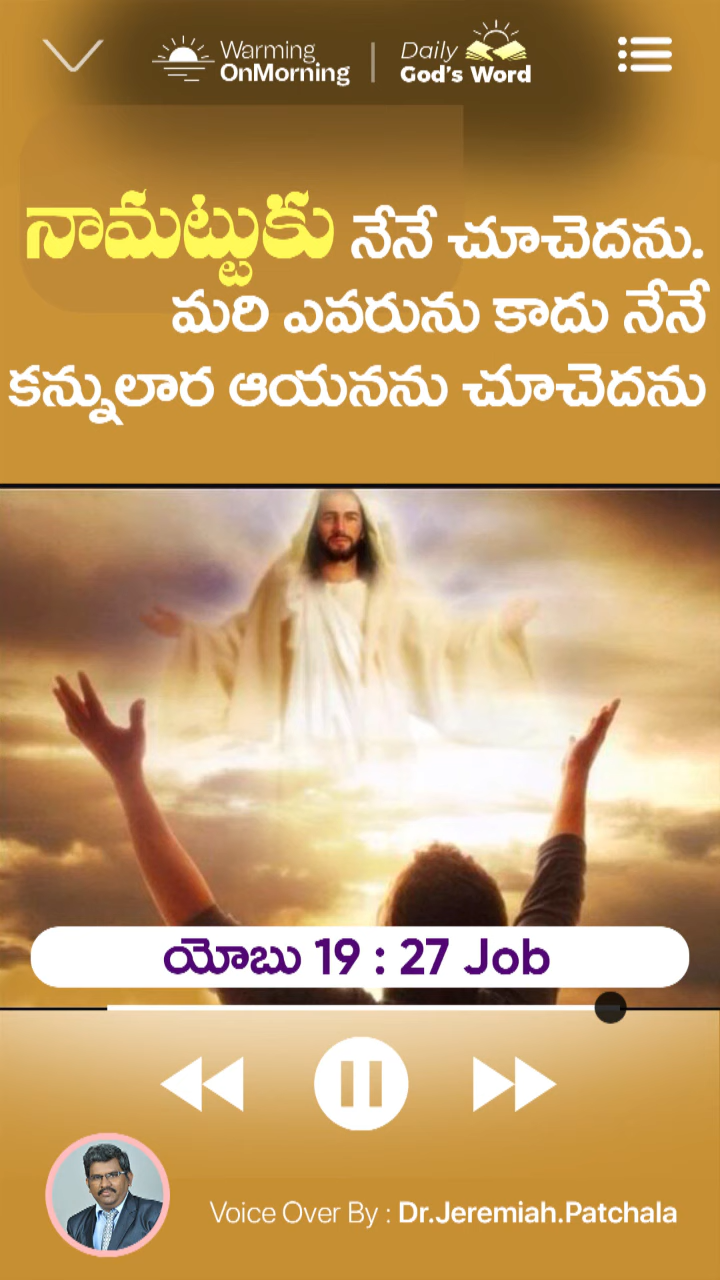 Warming OnMorning | Daily God's Word
నామట్టుకు నేనే చూచెదను.
మరి ఎవరును కాదు నేనే
కన్నులార ఆయనను చూచెదను
యోబు 19 : 27 Job
Voice Over By : Dr.Jeremiah.Patchala